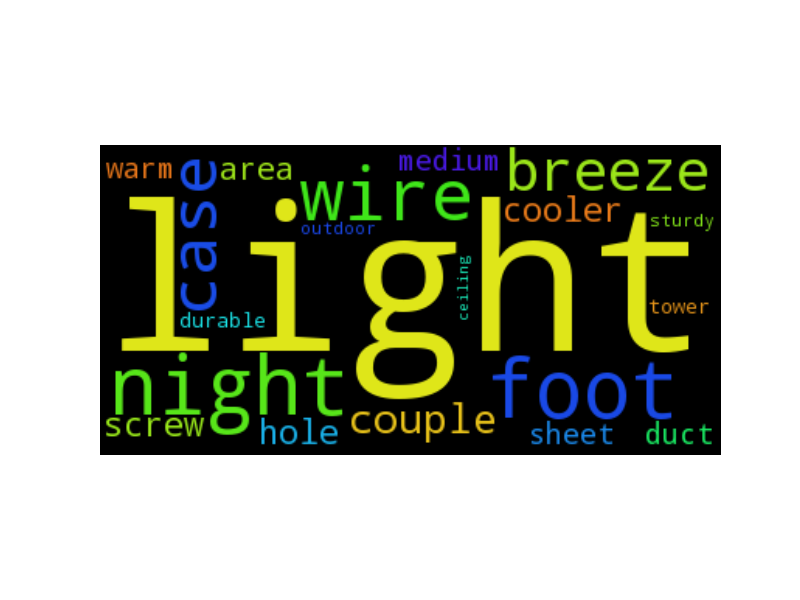 warm
case
area
medium
breeze
wire
cooler
outdoor
sturdy
light
ceiling
durable
tower
night
foot
screw
hole
couple
sheet
duct